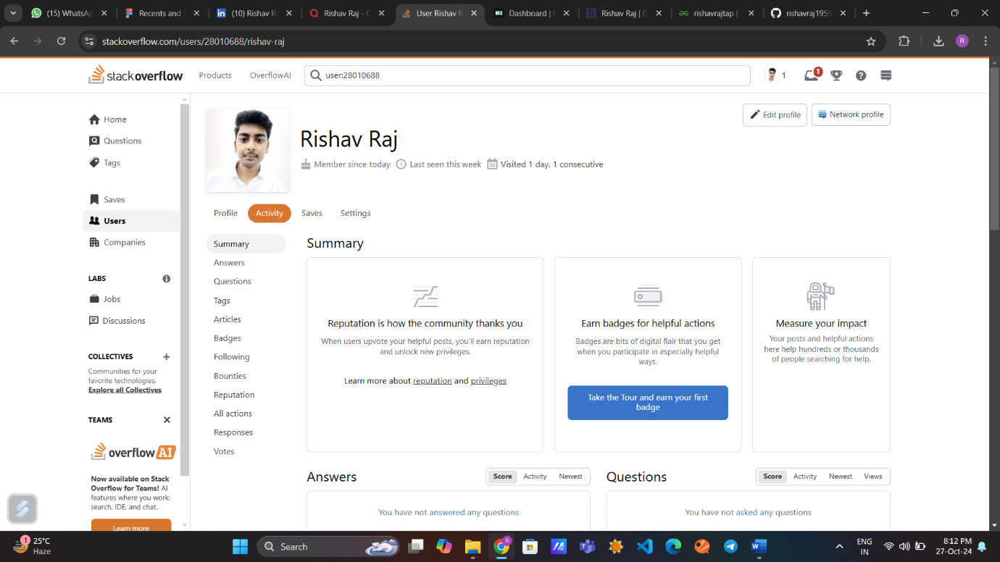 (15) WhatsAp
Recents and
(10) Rishav R
Rishav Raj -
User Rishav R
Dashboard |
Rishav Raj | D
rishavrajtap |
rishavraj1959
stackoverflow.com/users/28010688/rishav-raj
R
stackoverflow
Products
OverflowAI
user:28010688
1
1
Home
Questions
Tags
Saves
Users
Companies
LABS
Jobs
Discussions
COLLECTIVES
Communities for your
favorite technologies.
Explore all Collectives
TEAMS
overflow AI
Now available on Stack
Overflow for Teams! AI
features where you work:
search, IDE, and chat.
Learn more
Edit profile
Network profile
Rishav Raj
Member since today
Last seen this week
Visited 1 day, 1 consecutive
Profile
Activity
Saves
Settings
Summary
Answers
Questions
Tags
Articles
Badges
Following
Bounties
Reputation
All actions
Responses
Votes
Summary
Reputation is how the community thanks you
When users upvote your helpful posts, you'll earn reputation
and unlock new privileges.
Learn more about reputation and privileges
Earn badges for helpful actions
Badges are bits of digital flair that you get
when you participate in especially helpful
ways.
Take the Tour and earn your first
badge
Measure your impact
Your posts and helpful actions
here help hundreds or thousands
of people searching for help.
Answers
Score Activity Newest
You have not answered any questions
Questions
Score Activity Newest Views
You have not asked any questions
1
25°C
Haze
Search
R
ENG
IN
8:12 PM
27-Oct-24